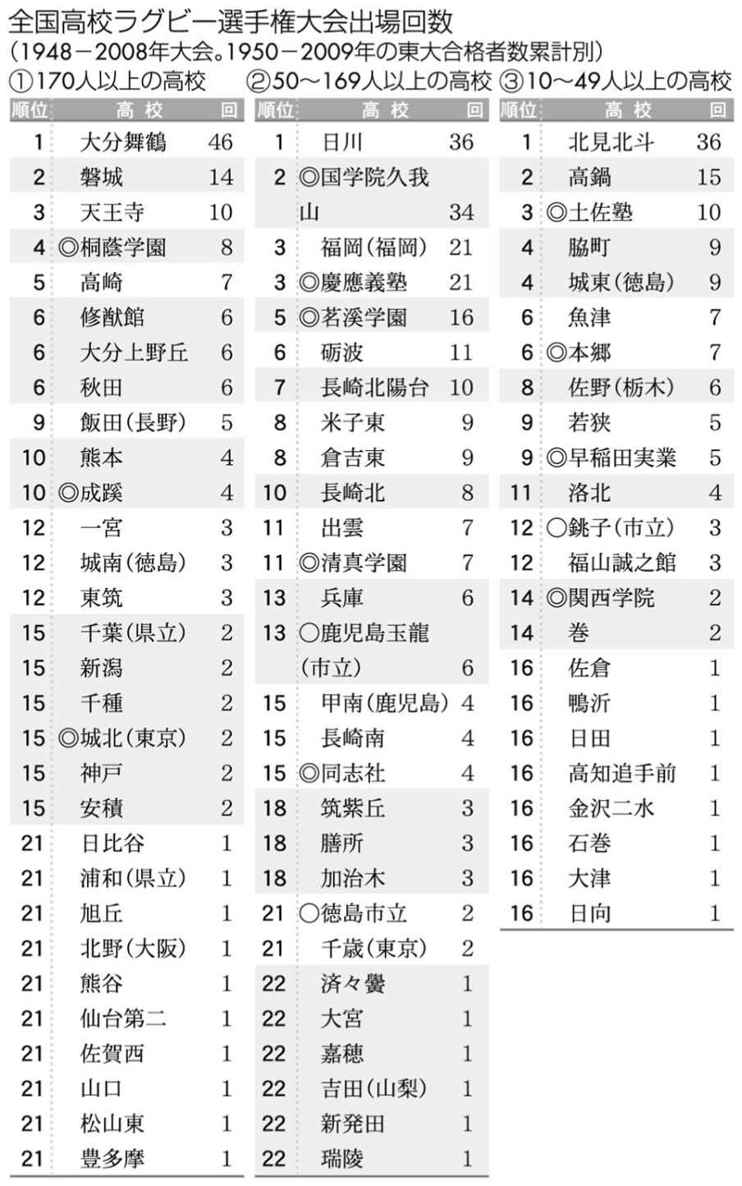 全国高校ラグビー選手権大会出場回数
(1948−2008年大会。1950−2009年の東大合格者数累計別)
①170人以上の高校
順位 高校 回
1 大分舞鶴 46
2 磐城 14
3 天王寺 10
4 ◎桐蔭学園 8
5 高崎 7
6 修猷館 6
6 大分上野丘 6
6 秋田 6
9 飯田(長野) 5
10 熊本 4
10 ◎成蹊 4
12 一宮 3
12 城南(徳島) 3
12 東筑 3
15 千葉(県立) 2
15 新潟 2
15 千種 2
15 ◎城北(東京) 2
15 神戸 2
15 安積 2
21 日比谷 1
21 浦和(県立) 1
21 旭丘 1
21 北野(大阪) 1
21 熊谷 1
21 仙台第二 1
21 佐賀西 1
21 山口 1
21 松山東 1
21 豊多摩 1
②50〜169人以上の高校
順位 高校 回
1 日川 36
2 ◎国学院久我
山 34
3 福岡(福岡) 21
3 ◎慶應義塾 21
5 ◎茗溪学園 16
6 砺波 11
7 長崎北陽台 10
8 米子東 9
8 倉吉東 9
10 長崎北 8
11 出雲 7
11 ◎清真学園 7
13 兵庫 6
13 ○鹿児島玉龍
(市立) 6
15 甲南(鹿児島) 4
15 長崎南 4
15 ◎同志社 4
18 筑紫丘 3
18 膳所 3
18 加治木 3
21 ○徳島市立 2
21 千歳(東京) 2
22 済々黌 1
22 大宮 1
22 嘉穂 1
22 吉田(山梨) 1
22 新発田 1
22 瑞陵 1
③10〜49人以上の高校
順位 高校 回
1 北見北斗 36
2 高鍋 15
3 ◎土佐塾 10
4 脇町 9
4 城東(徳島) 9
6 魚津 7
6 ◎本郷 7
8 佐野(栃木) 6
9 若狭 5
9 ◎早稲田実業 5
11 洛北 4
12 ○銚子(市立) 3
12 福山誠之館 3
14 ◎関西学院 2
14 巻 2
16 佐倉 1
16 鴨沂 1
16 日田 1
16 高知追手前 1
16 金沢二水 1
16 石巻 1
16 大津 1
16 日向 1